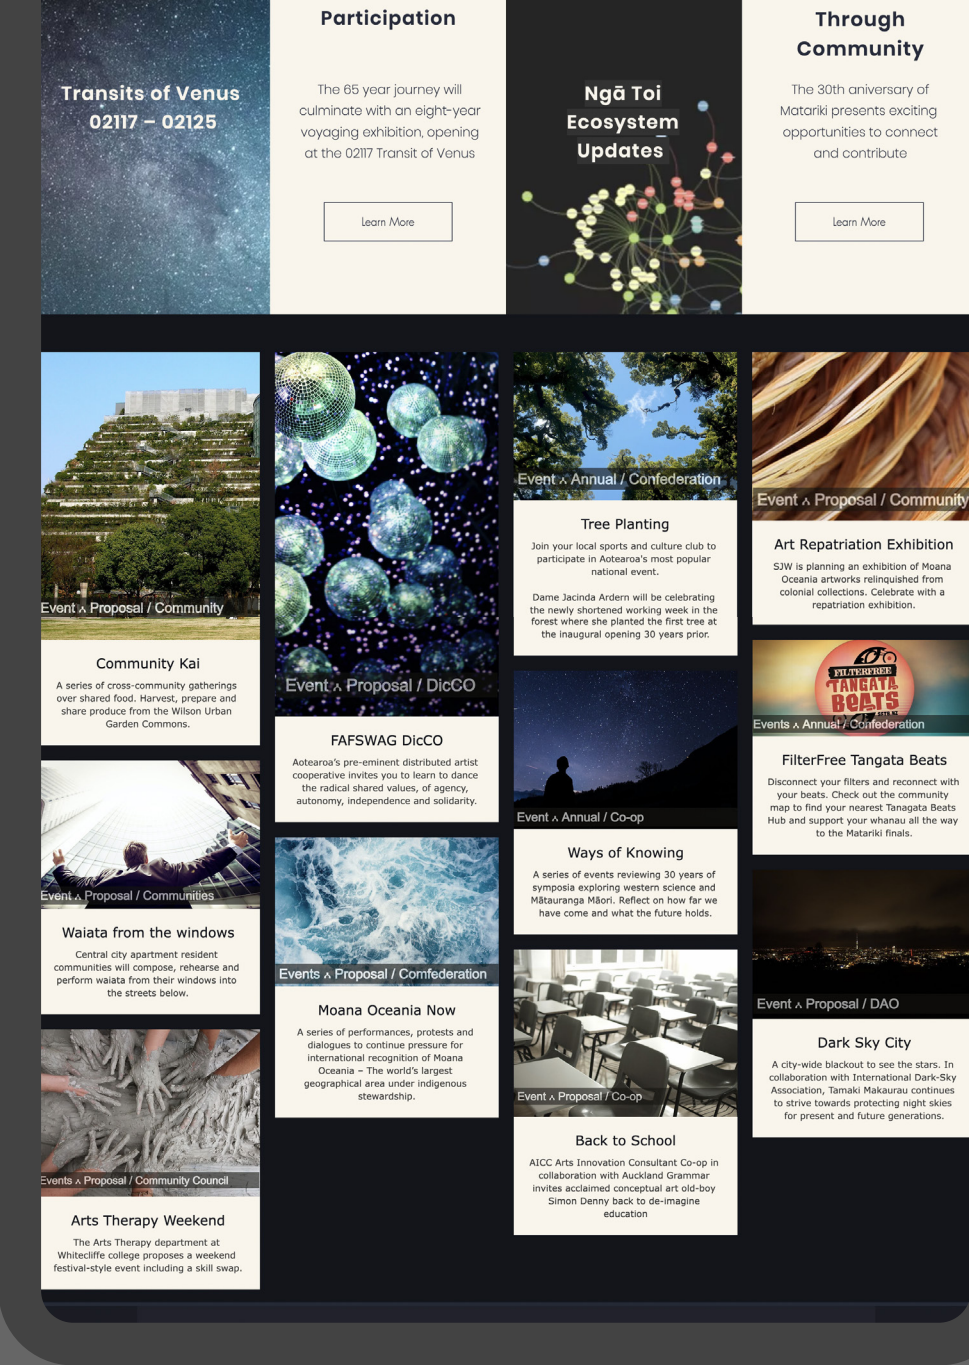 Transits of Venus
02117 – 02125
Participation
The 65 year journey will
culminate with an eight-year
voyaging exhibition, opening
at the 02117 Transit of Venus
Learn More
Ngā Toi
Ecosystem
Updates
Through
Community
The 30th aniversary of
Matariki presents exciting
opportunities to connect
and contribute
Learn More
Event ⁁ Proposal / Community
Community Kai
A series of cross-community gatherings
over shared food. Harvest, prepare and
share produce from the Wilson Urban
Garden Commons.
Event ⁁ Proposal / Communities
Waiata from the windows
Central city apartment resident
communities will compose, rehearse and
perform waiata from their windows into
the streets below.
Events ⁁ Proposal / Community Council
Arts Therapy Weekend
The Arts Therapy department at
Whitecliffe college proposes a weekend
festival-style event including a skill swap.
Event ⁁ Proposal / DicCO
FAFSWAG DicCO
Aotearoa's pre-eminent distributed artist
cooperative invites you to learn to dance
the radical shared values, of agency,
autonomy, independence and solidarity.
Events ⁁ Proposal / Comfederation
Moana Oceania Now
A series of performances, protests and
dialogues to continue pressure for
international recognition of Moana
Oceania – The world's largest
geographical area under indigenous
stewardship.
Event ⁁ Annual / Confederation
Tree Planting
Join your local sports and culture club to
participate in Aotearoa's most popular
national event.
Dame Jacinda Ardern will be celebrating
the newly shortened working week in the
forest where she planted the first tree at
the inaugural opening 30 years prior.
Event ⁁ Annual / Co-op
Ways of Knowing
A series of events reviewing 30 years of
symposia exploring western science and
Mātauranga Māori. Reflect on how far we
have come and what the future holds.
Event ⁁ Proposal / Co-op
Back to School
AICC Arts Innovation Consultant Co-op in
collaboration with Auckland Grammar
invites acclaimed conceptual art old-boy
Simon Denny back to de-imagine
education
Event ⁁ Proposal / Community
Art Repatriation Exhibition
SJW is planning an exhibition of Moana
Oceania artworks relinquished from
colonial collections. Celebrate with a
repatriation exhibition.
FILTERFREE
TANGATA
BEATS
Events ⁁ Annual / Confederation
FilterFree Tangata Beats
Disconnect your filters and reconnect with
your beats. Check out the community
map to find your nearest Tanagata Beats
Hub and support your whanau all the way
to the Matariki finals.
Event ⁁ Proposal / DAO
Dark Sky City
A city-wide blackout to see the stars. In
collaboration with International Dark-Sky
Association, Tamaki Makaurau continues
to strive towards protecting night skies
for present and future generations.